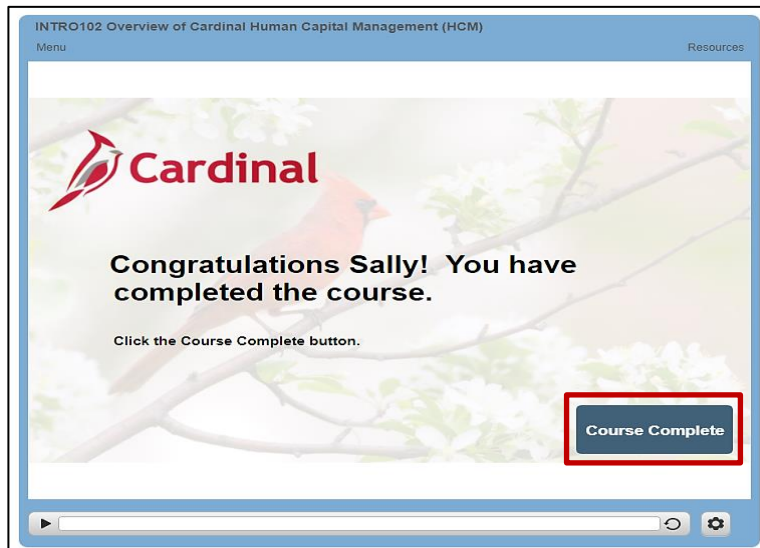 INTRO102 Overview of Cardinal Human Capital Management (HCM)
Menu
Resources
Cardinal
Congratulations Sally! You have
completed the course.
Click the Course Complete button.
Course Complete